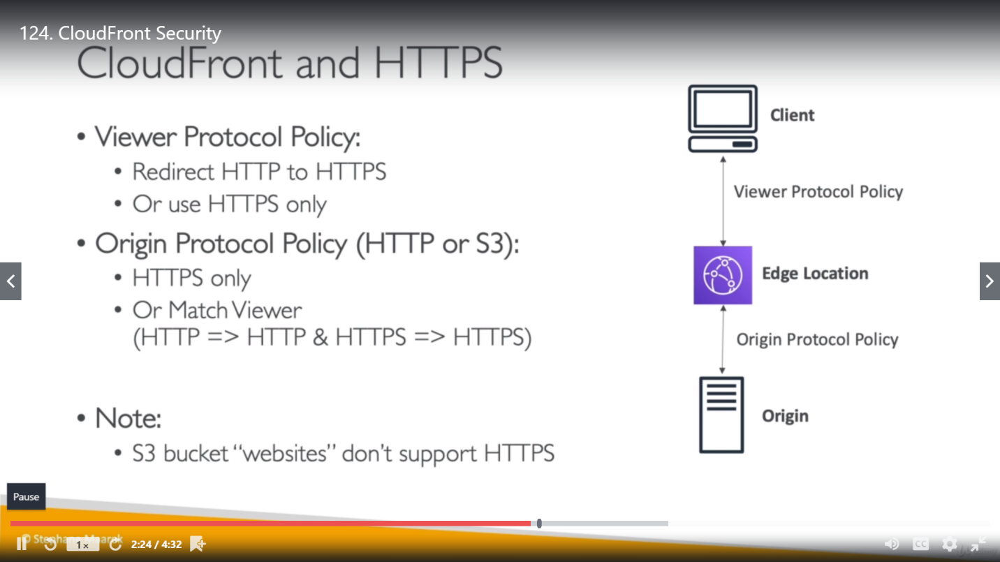 124. CloudFront Security
CloudFront and HTTPS
• Viewer Protocol Policy:
• Redirect HTTP to HTTPS
• Or use HTTPS only
• Origin Protocol Policy (HTTP or S3):
• HTTPS only
• Or Match Viewer
(HTTP => HTTP & HTTPS => HTTPS)
• Note:
• S3 bucket “websites” don’t support HTTPS
Client
Viewer Protocol Policy
Edge Location
Origin Protocol Policy
Origin
Pause
© Stephane Maarek
1x
2:24 / 4:32
CC